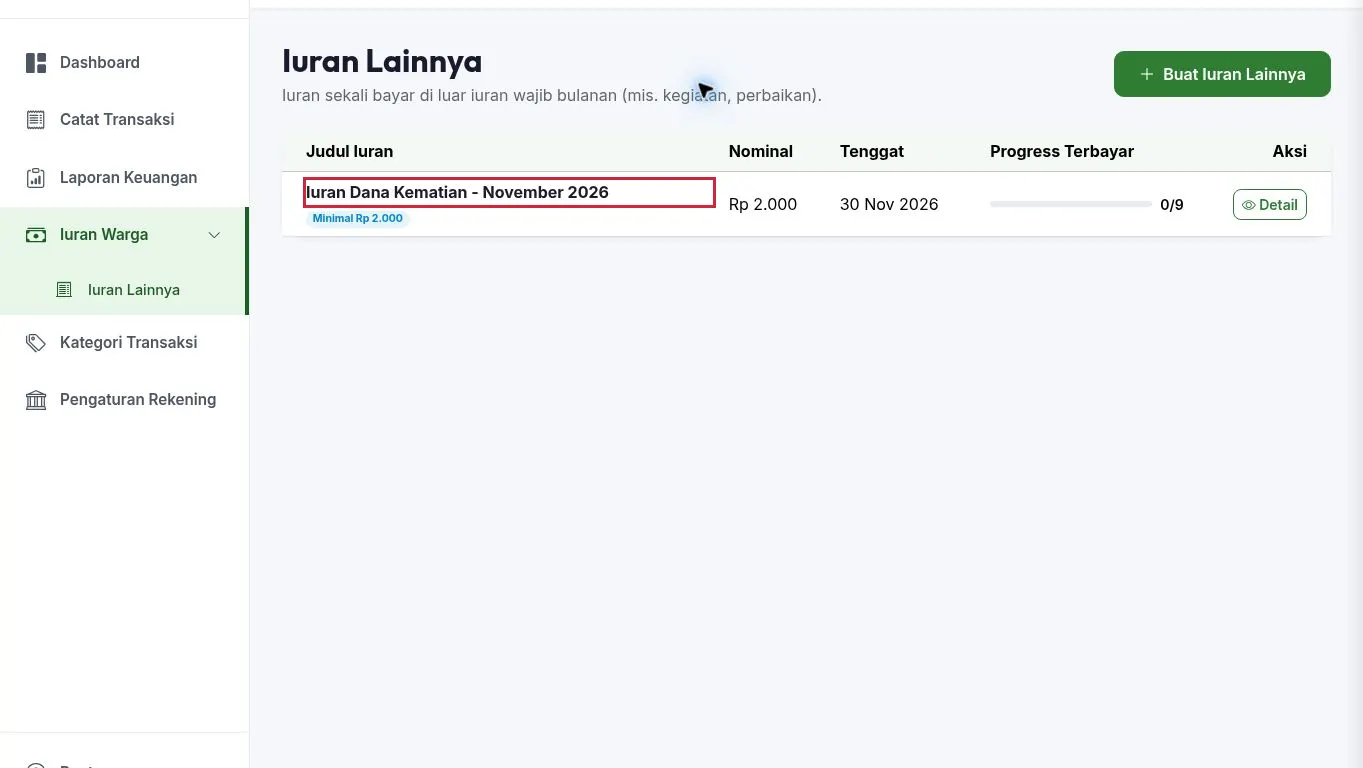 Dashboard
Catat Transaksi
Laporan Keuangan
Iuran Warga
Iuran Lainnya
Kategori Transaksi
Pengaturan Rekening
Iuran Lainnya
Iuran sekali bayar di luar iuran wajib bulanan (mis. kegiatan, perbaikan).
+ Buat Iuran Lainnya
Judul Iuran Nominal Tenggat Progress Terbayar Aksi
Iuran Dana Kematian - November 2026
Minimal Rp 2.000
Rp 2.000 30 Nov 2026 0/9 Detail